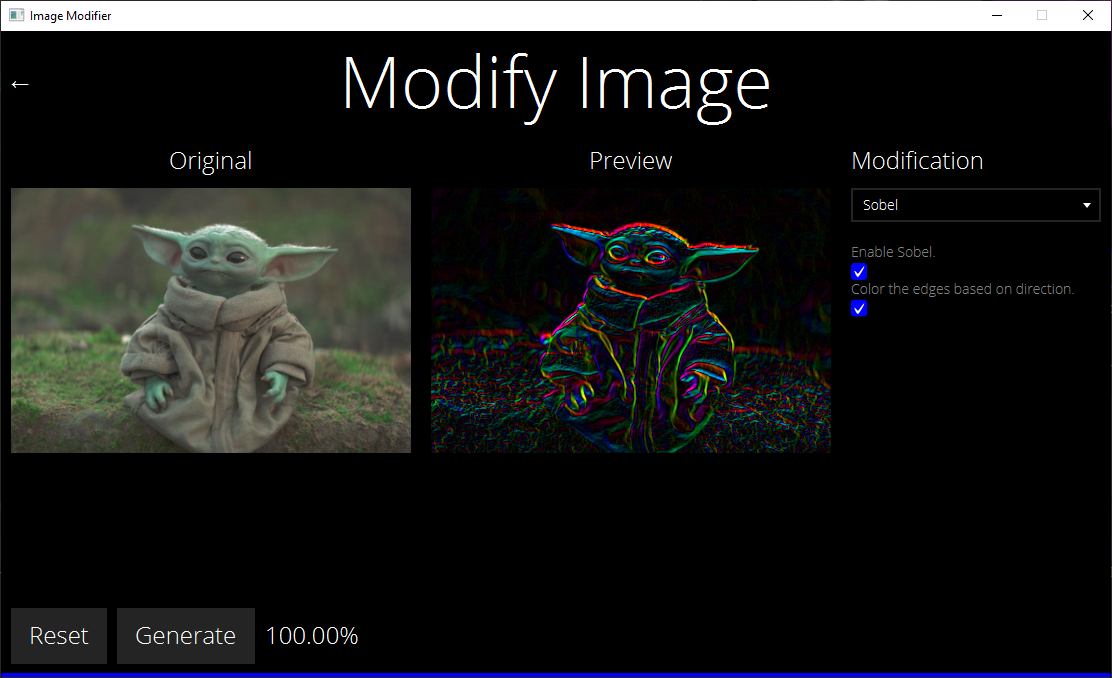 Image Modifier
←
Modify Image
Original
Preview
Modification
Sobel
Enable Sobel.
Color the edges based on direction.
Reset
Generate
100.00%